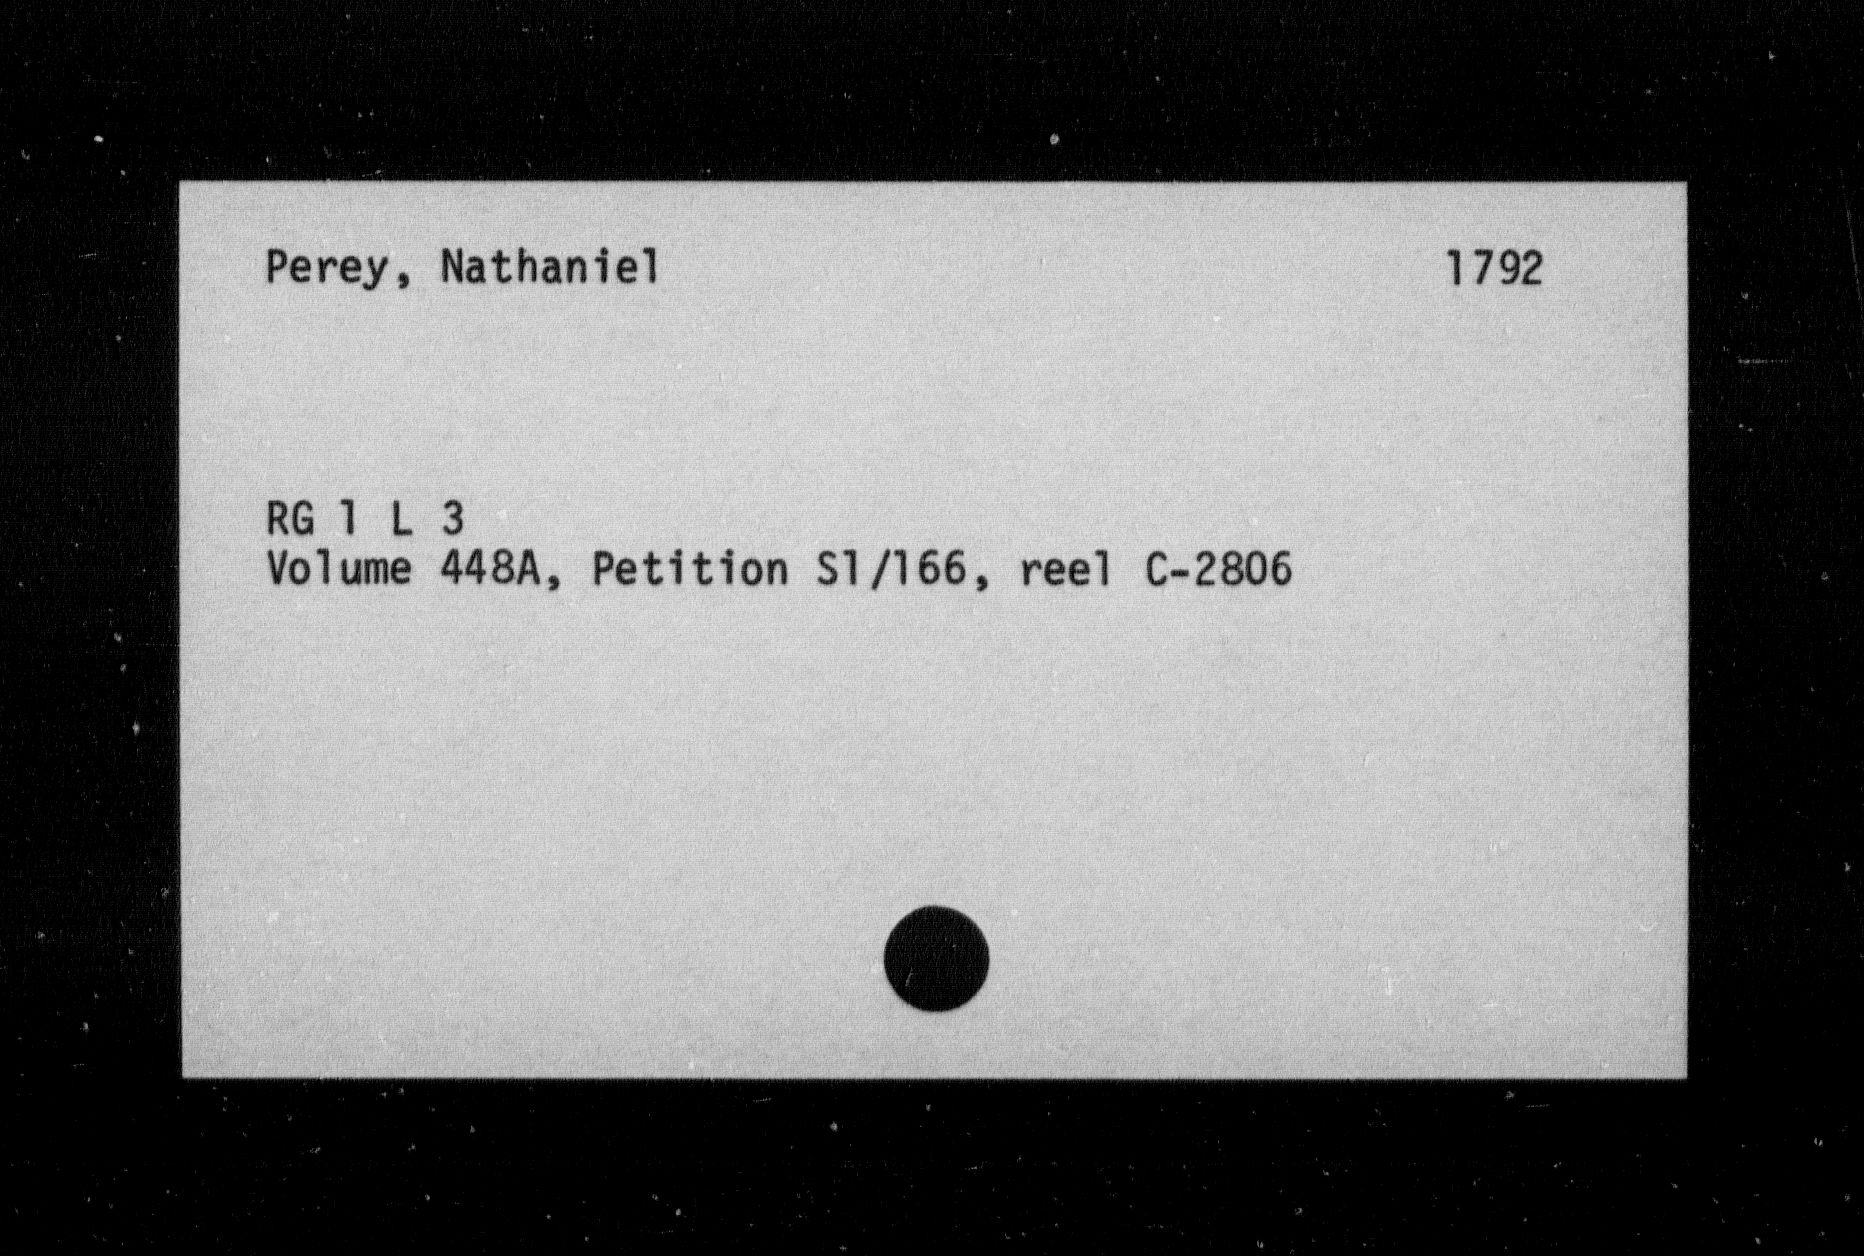 Perey, Nathaniel 1792
RG 1 L 3
Volume 448A, Petition S1/166, reel C-2806